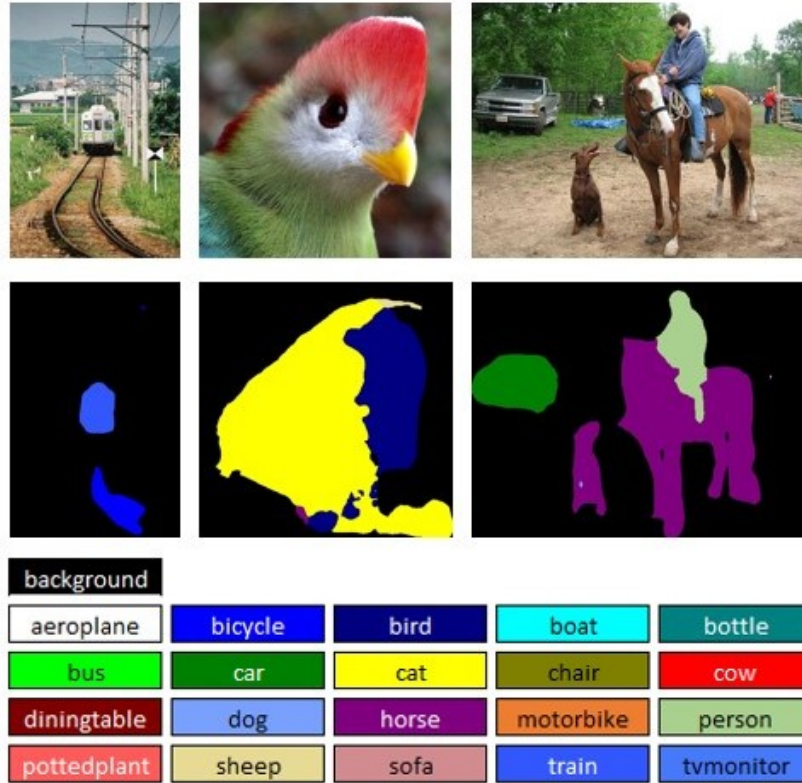 background
aeroplane bicycle bird boat bottle
bus car cat chair cow
diningtable dog horse motorbike person
pottedplant sheep sofa train tvmonitor